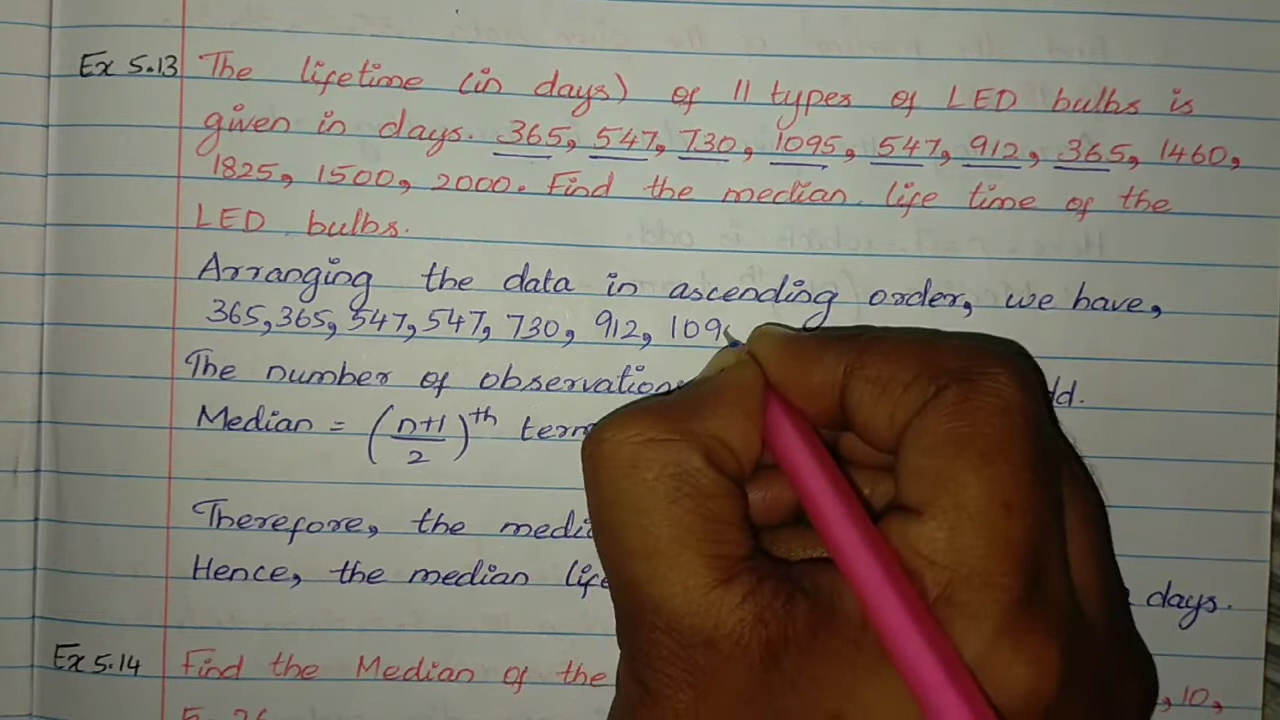 Ex 5.13 The lifetime (in days) of 11 types of LED bulbs is
given in days. 365, 547, 730, 1095, 547, 912, 365, 1460,
1825, 1500, 2000. Find the median life time of the
LED bulbs.
Arranging the data in ascending order, we have,
365, 365, 547, 547, 730, 912, 109
The number of observation
Median = (n+1/2)th term
Therefore, the medi
Hence, the median life days.
Ex 5.14 Find the Median of the , 10,